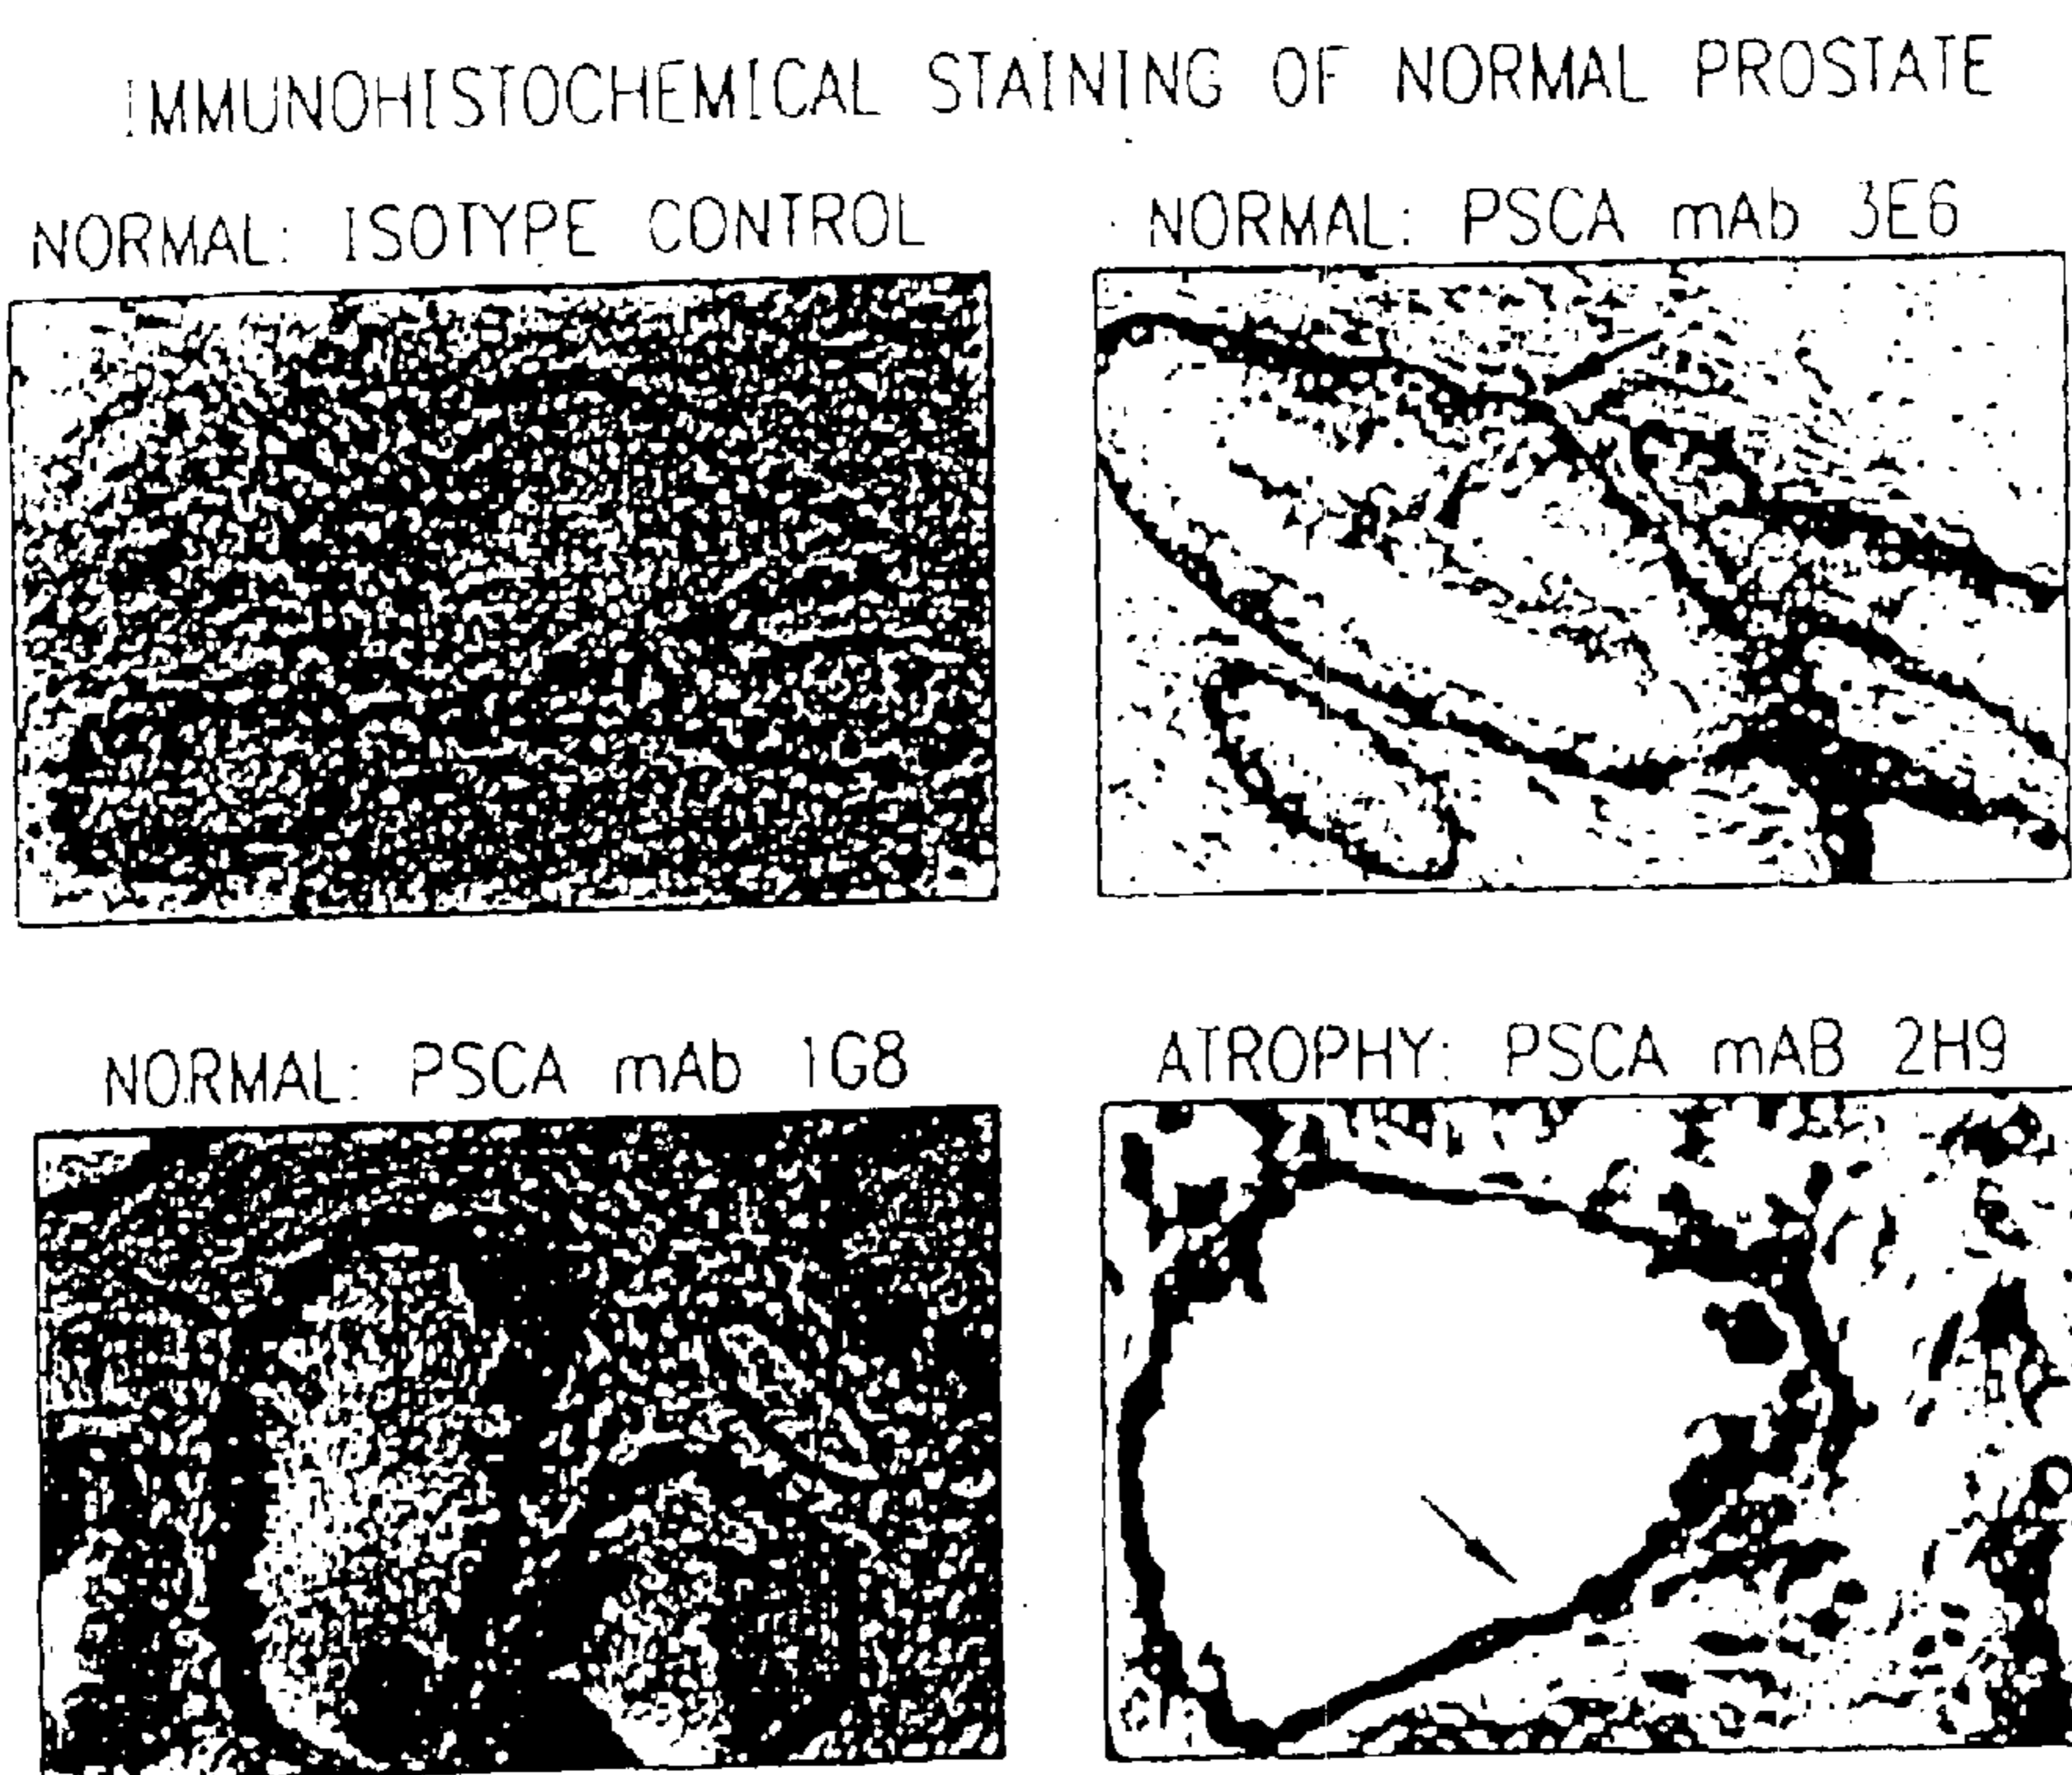 IMMUNOHISTOCHEMICAL STAINING OF NORMAL PROSTATE
NORMAL: ISOTYPE CONTROL
NORMAL: PSCA mAb 3E6
NORMAL: PSCA mAb 1G8
ATROPHY: PSCA mAB 2H9